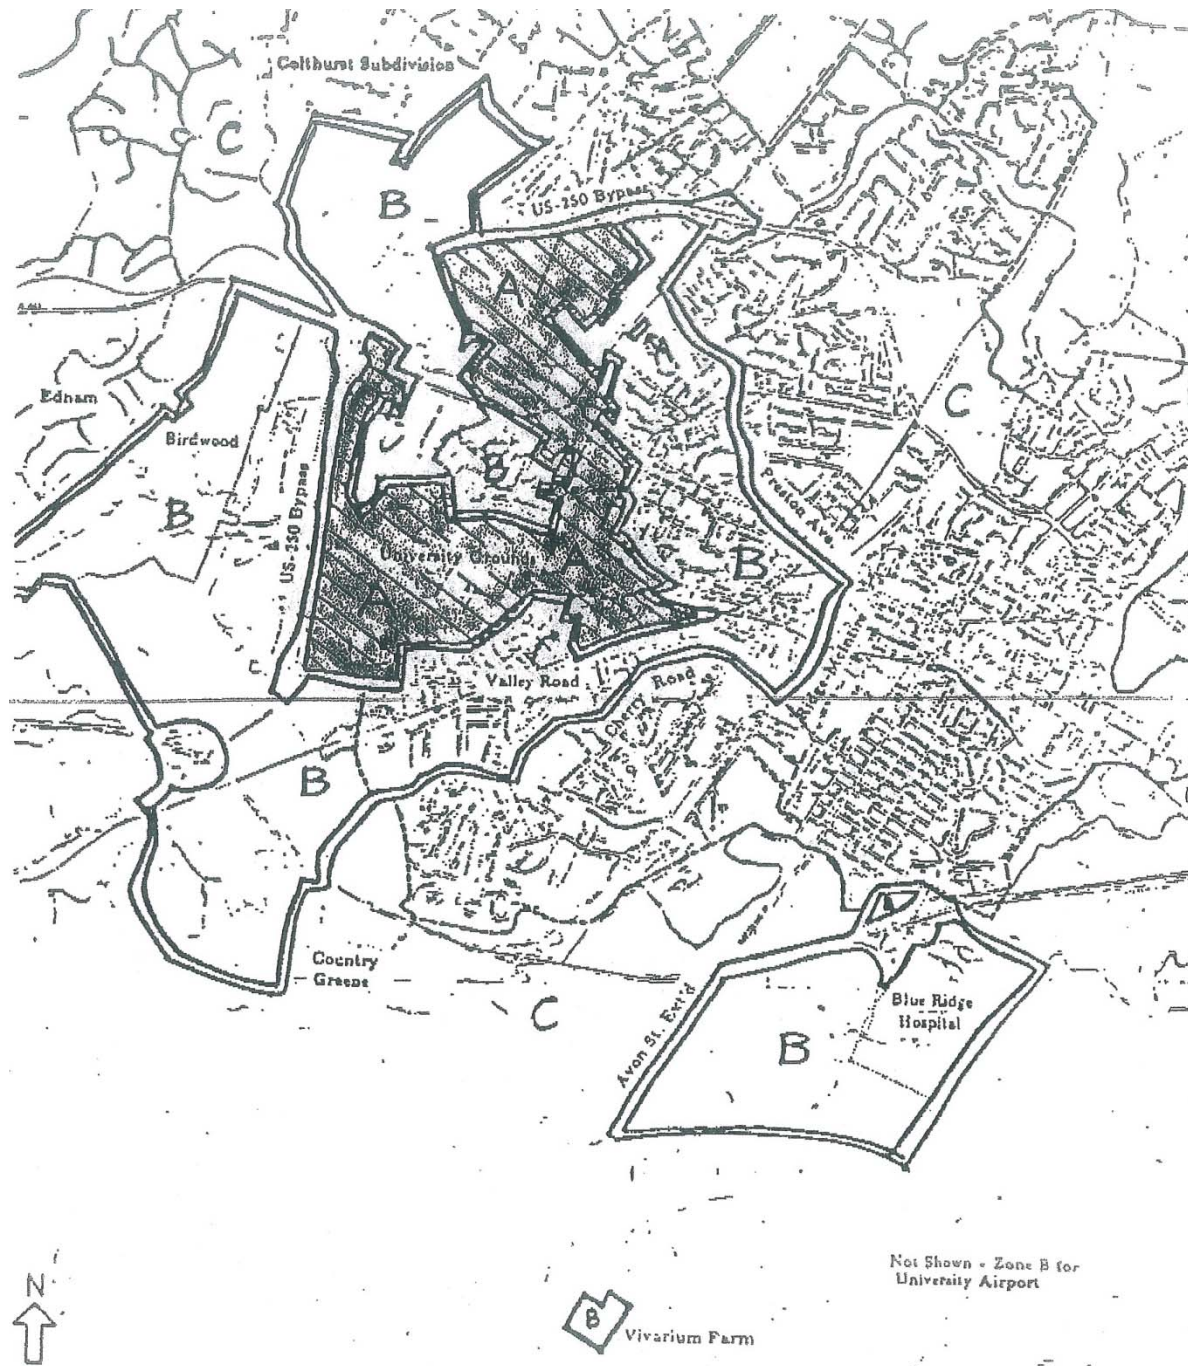 Colthurst Subdivision
C
B
US-250 Bypass
A
Ednam
Birdwood
C
B
B
US-250 Bypass
Preston Ave.
University Grounds
A
B
A
Valley Road
Cherry
Road
B
Country
Greene
C
Avon St. Ext'd
Blue Ridge
Hospital
B
Not Shown - Zone B for
University Airport
N
B
Vivarium Farm